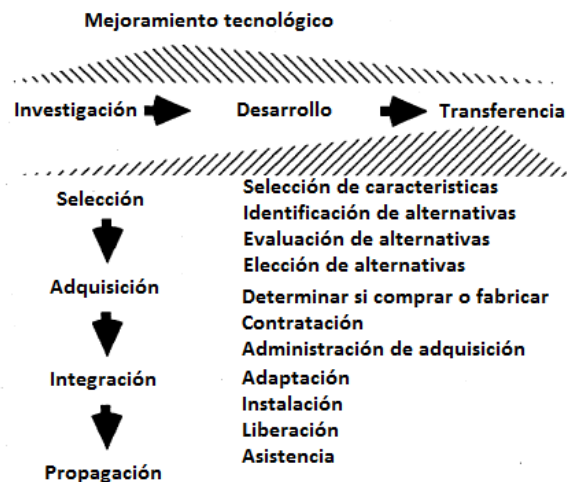 Mejoramiento tecnológico
Investigación
Desarrollo
Transferencia
Selección
Selección de caracteristicas
Identificación de alternativas
Evaluación de alternativas
Elección de alternativas
Adquisición
Determinar si comprar o fabricar
Contratación
Administración de adquisición
Integración
Adaptación
Instalación
Liberación
Asistencia
Propagación